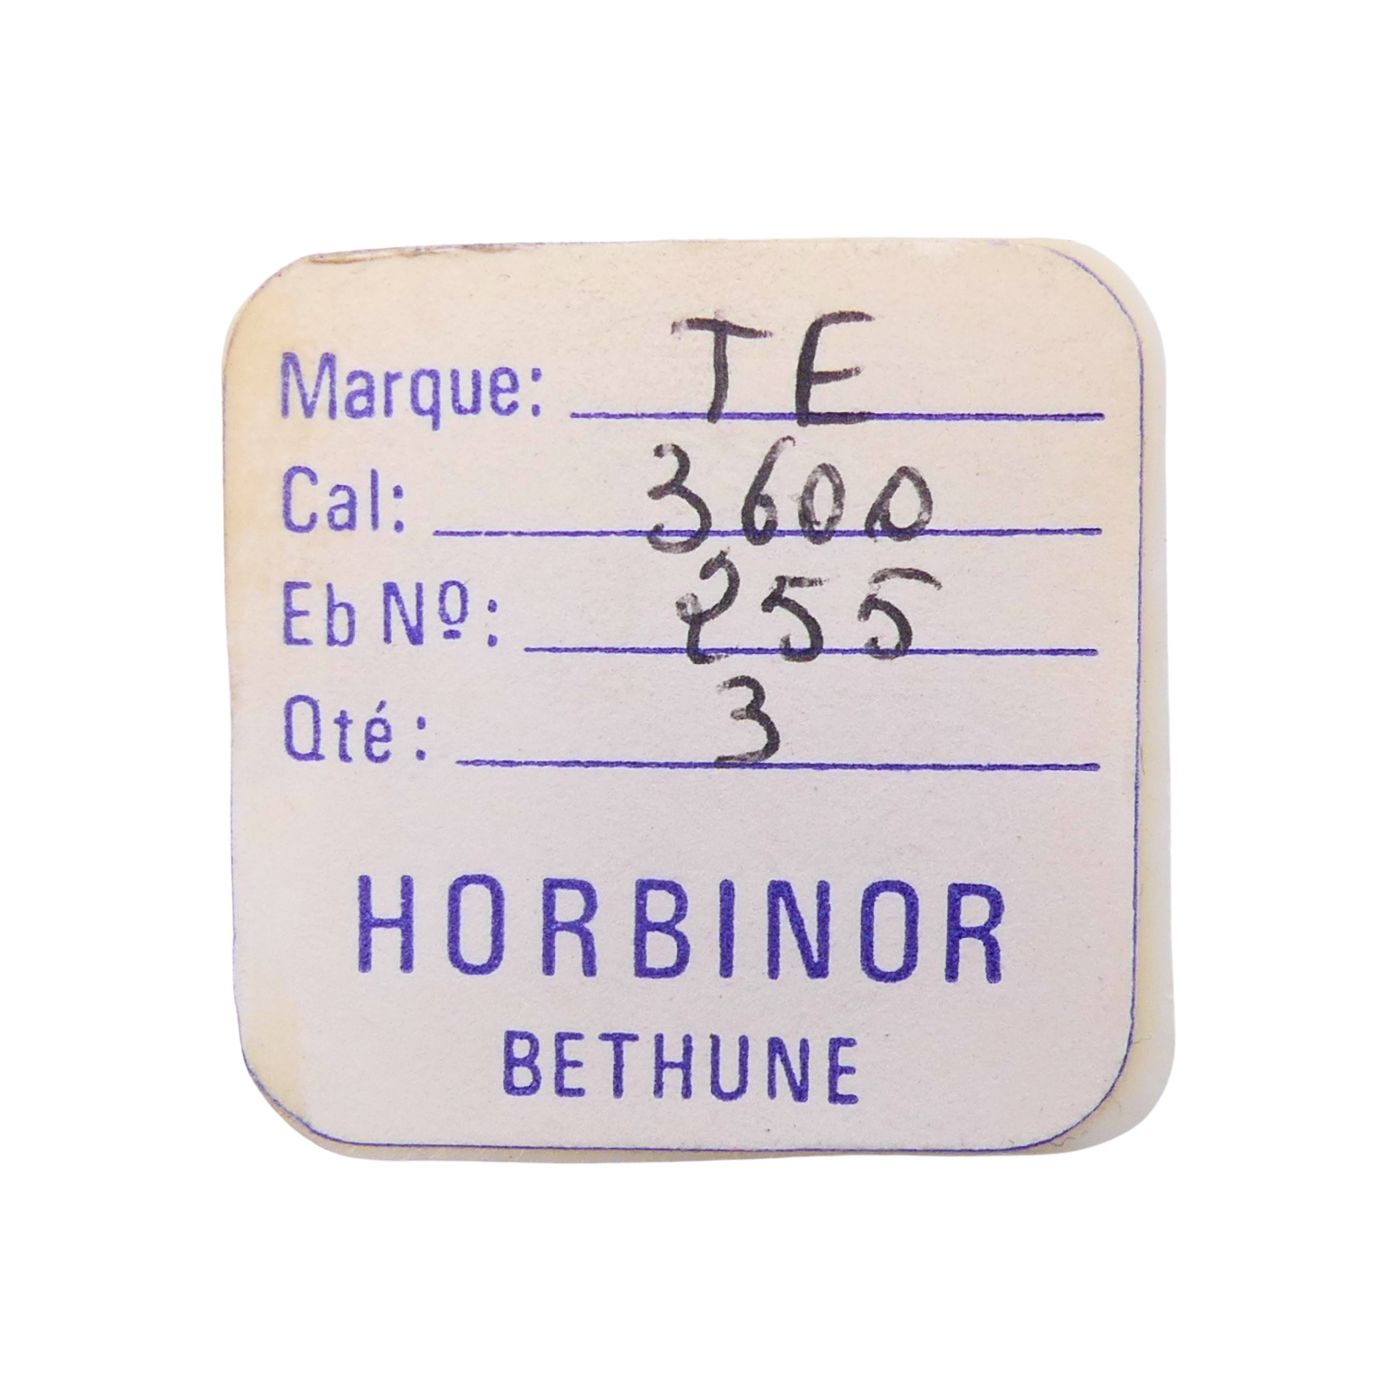 Marque: TE
Cal: 3600
Eb Nº: 255
Qté: 3
HORBINOR
BETHUNE